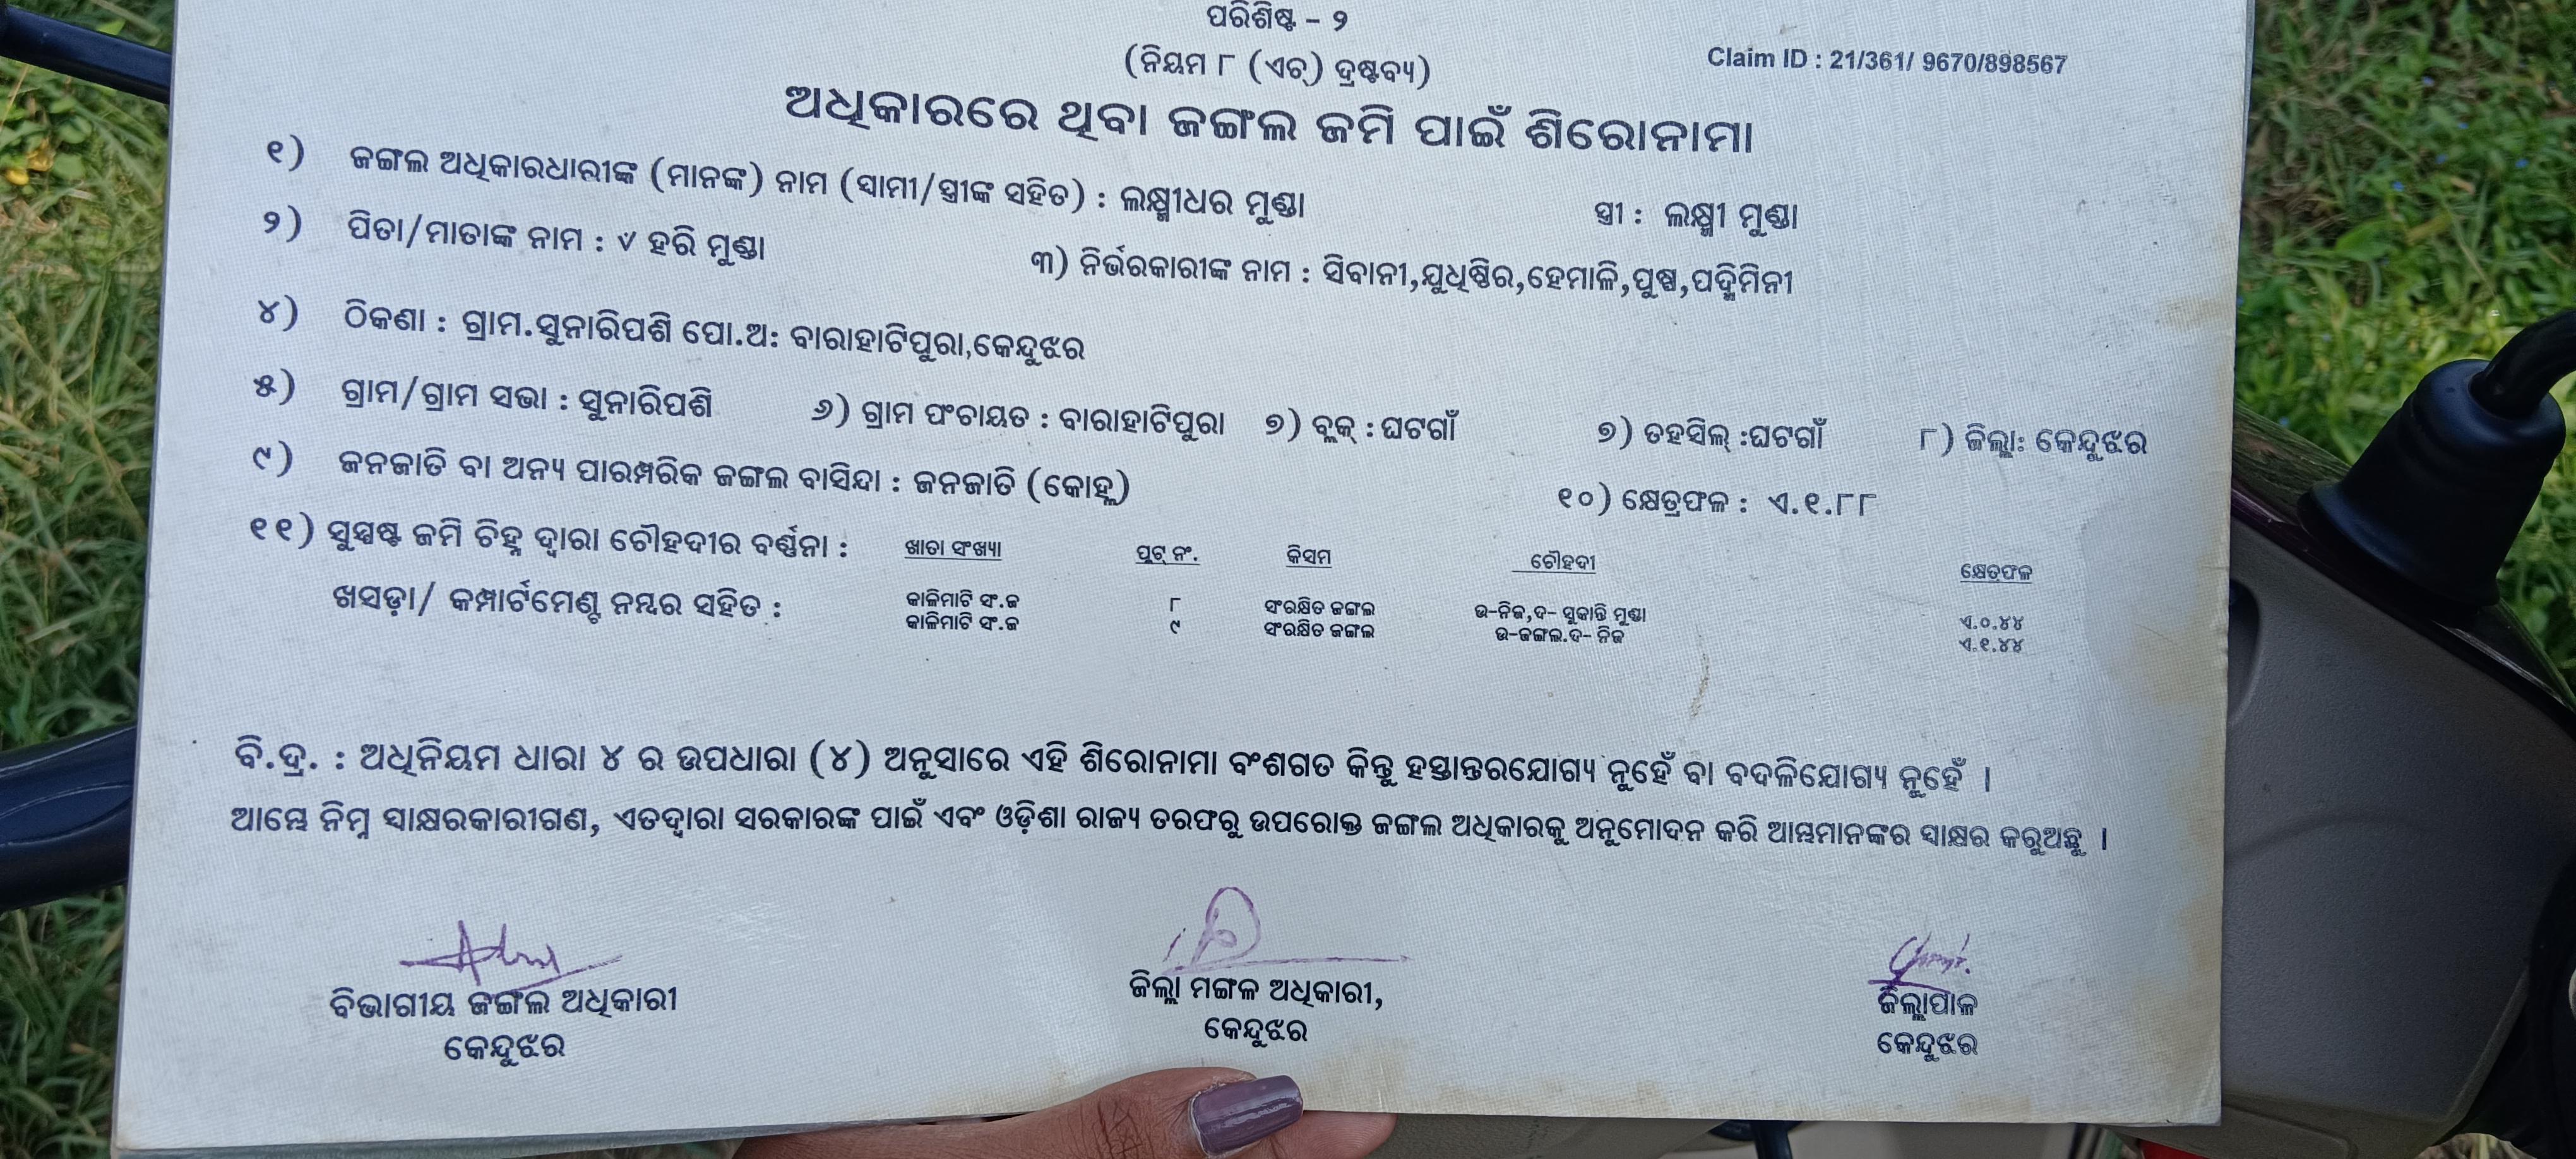 ପରିଶିଷ୍ଟ - ୨
(ନିୟମ ୮ (ଏଚ୍) ଦ୍ରଷ୍ଟବ୍ୟ)
Claim ID : 21/361/ 9670/898567
ଅଧିକାରରେ ଥିବା ଜଙ୍ଗଲ ଜମି ପାଇଁ ଶିରୋନାମା
୧) ଜଙ୍ଗଲ ଅଧିକାରଧାରୀଙ୍କ (ମାନଙ୍କ) ନାମ (ସ୍ୱାମୀ/ସ୍ତ୍ରୀଙ୍କ ସହିତ) : ଲକ୍ଷ୍ମୀଧର ମୁଣ୍ଡା ସ୍ତ୍ରୀ : ଲକ୍ଷ୍ମୀ ମୁଣ୍ଡା
୨) ପିତା/ମାତାଙ୍କ ନାମ : ୰ ହରି ମୁଣ୍ଡା ୩) ନିର୍ଭରକାରୀଙ୍କ ନାମ : ସିବାନୀ,ଯୁଧିଷ୍ଠିର,ହେମାଳି,ପୁଷ୍ପ,ପଦ୍ମିମିନୀ
୪) ଠିକଣା : ଗ୍ରାମ.ସୁନାରିପଶି ପୋ.ଅ: ବାରାହାଟିପୁରା,କେନ୍ଦୁଝର
୫) ଗ୍ରାମ/ଗ୍ରାମ ସଭା : ସୁନାରିପଶି ୬) ଗ୍ରାମ ପଂଚାୟତ : ବାରାହାଟିପୁରା ୭) ବ୍ଲକ୍ : ଘଟଗାଁ ୭) ତହସିଲ୍ :ଘଟଗାଁ ୮) ଜିଲ୍ଲା: କେନ୍ଦୁଝର
୯) ଜନଜାତି ବା ଅନ୍ୟ ପାରମ୍ପରିକ ଜଙ୍ଗଲ ବାସିନ୍ଦା : ଜନଜାତି (କୋହ୍ଲ) ୧୦) କ୍ଷେତ୍ରଫଳ : ଏ.୧.୮୮
୧୧) ସୁସ୍ପଷ୍ଟ ଜମି ଚିହ୍ନ ଦ୍ୱାରା ଚୌହଦୀର ବର୍ଣ୍ଣନା : ଖାତା ସଂଖ୍ୟା ପ୍ଲଟ୍ ନଂ. କିସମ ଚୌହଦୀ କ୍ଷେତ୍ରଫଳ
ଖସଡ଼ା/ କମ୍ପାର୍ଟମେଣ୍ଟ ନମ୍ବର ସହିତ : କାଳିମାଟି ସଂ.ଜ ୮ ସଂରକ୍ଷିତ ଜଙ୍ଗଲ ଉ-ନିଜ,ଦ- ସୁକାନ୍ତି ମୁଣ୍ଡା ଏ.୦.୪୪
କାଳିମାଟି ସଂ.ଜ ୯ ସଂରକ୍ଷିତ ଜଙ୍ଗଲ ଉ-ଜଙ୍ଗଲ.ଦ- ନିଜ ଏ.୧.୪୪
ବି.ଦ୍ର. : ଅଧିନିୟମ ଧାରା ୪ ର ଉପଧାରା (୪) ଅନୁସାରେ ଏହି ଶିରୋନାମା ବଂଶଗତ କିନ୍ତୁ ହସ୍ତାନ୍ତରଯୋଗ୍ୟ ନୁହେଁ ବା ବଦଳିଯୋଗ୍ୟ ନୁହେଁ ।
ଆମ୍ଭେ ନିମ୍ନ ସ୍ୱାକ୍ଷରକାରୀଗଣ, ଏତଦ୍ୱାରା ସରକାରଙ୍କ ପାଇଁ ଏବଂ ଓଡ଼ିଶା ରାଜ୍ୟ ତରଫରୁ ଉପରୋକ୍ତ ଜଙ୍ଗଲ ଅଧିକାରକୁ ଅନୁମୋଦନ କରି ଆମ୍ଭମାନଙ୍କର ସ୍ୱାକ୍ଷର କରୁଅଛୁ ।
ବିଭାଗୀୟ ଜଙ୍ଗଲ ଅଧିକାରୀ ଜିଲ୍ଲା ମଙ୍ଗଳ ଅଧିକାରୀ, ଜିଲ୍ଲାପାଳ
କେନ୍ଦୁଝର କେନ୍ଦୁଝର କେନ୍ଦୁଝର